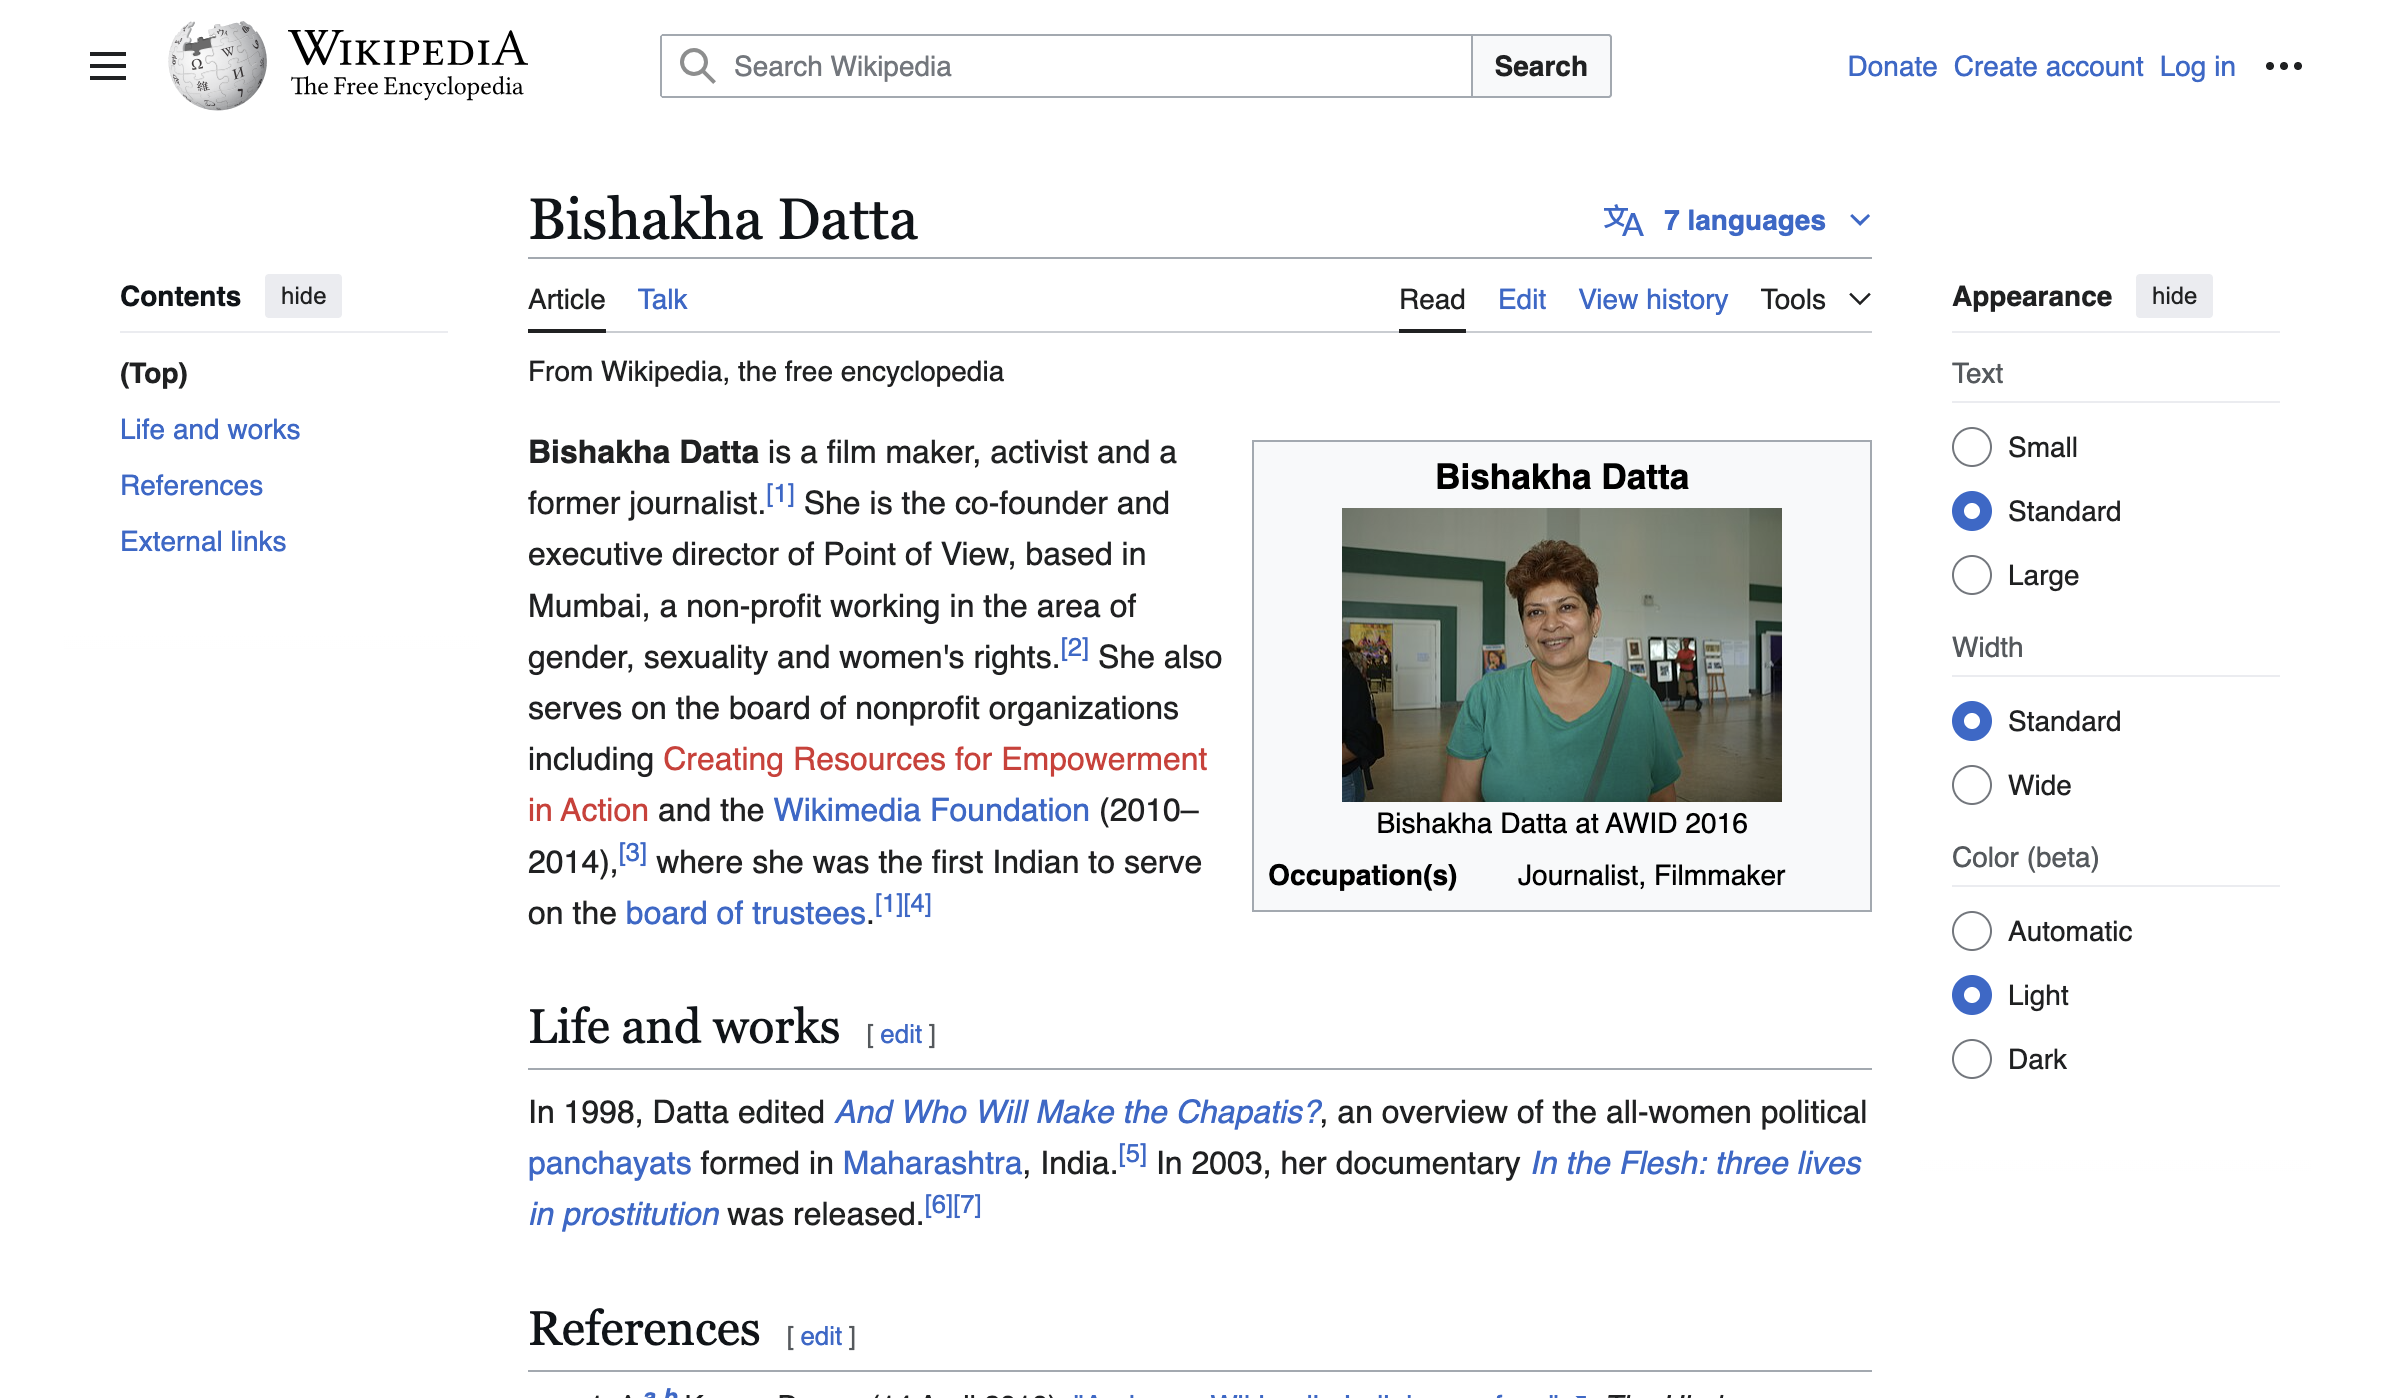 WIKIPEDIA
The Free Encyclopedia
Search Wikipedia
Search
Donate Create account Log in
Contents hide
(Top)
Life and works
References
External links
Bishakha Datta
7 languages
Article Talk
Read Edit View history Tools
From Wikipedia, the free encyclopedia
Bishakha Datta is a film maker, activist and a
former journalist.[1] She is the co-founder and
executive director of Point of View, based in
Mumbai, a non-profit working in the area of
gender, sexuality and women's rights.[2] She also
serves on the board of nonprofit organizations
including Creating Resources for Empowerment
in Action and the Wikimedia Foundation (2010–
2014),[3] where she was the first Indian to serve
on the board of trustees.[1][4]
Bishakha Datta
Bishakha Datta at AWID 2016
Occupation(s) Journalist, Filmmaker
Life and works [ edit ]
In 1998, Datta edited And Who Will Make the Chapatis?, an overview of the all-women political
panchayats formed in Maharashtra, India.[5] In 2003, her documentary In the Flesh: three lives
in prostitution was released.[6][7]
References [ edit ]
Appearance hide
Text
Small
Standard
Large
Width
Standard
Wide
Color (beta)
Automatic
Light
Dark